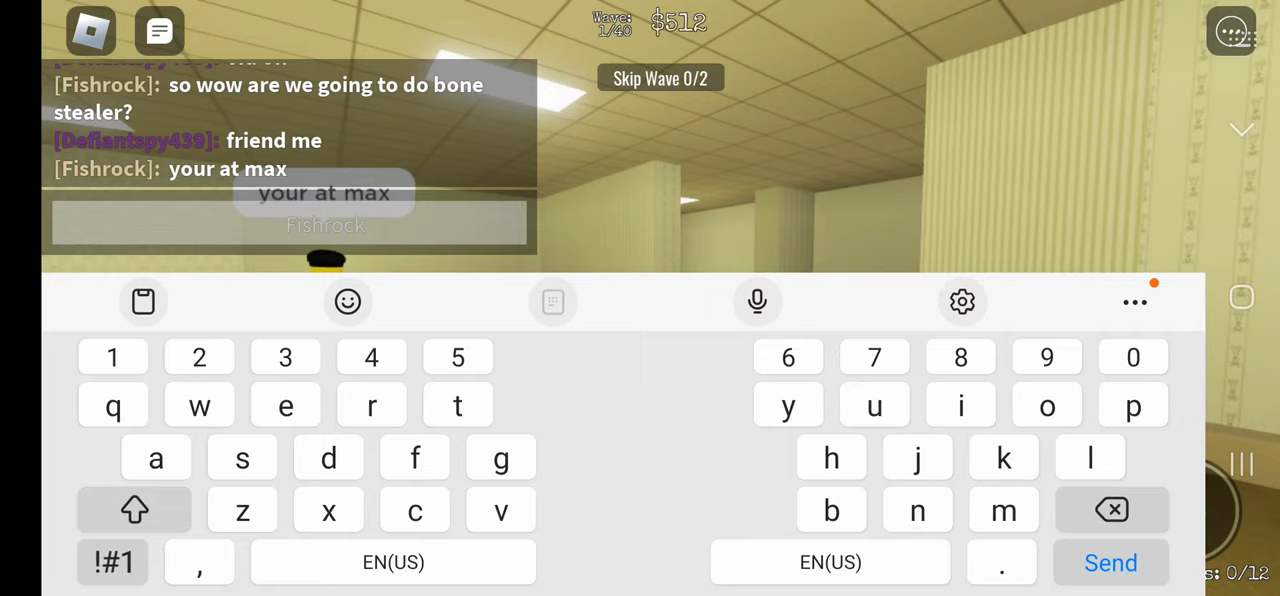 Wave:
1/40
$512
Skip Wave 0/2
[Fishrock]: so wow are we going to do bone
stealer?
[Defiantspy439]: friend me
[Fishrock]: your at max
your at max
Fishrock
1 2 3 4 5 6 7 8 9 0
q w e r t y u i o p
a s d f g h j k l
z x c v b n m
!#1 , EN(US) EN(US) . Send
s: 0/12